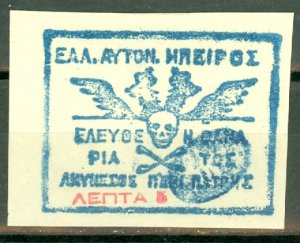 ΕΛΛ. ΑΥΤΟΝ. ΗΠΕΙΡΟΣ
ΕΛΕΥΘΕ Η ΘΑΝΑ
ΡΙΑ ΤΟΣ
ΛΕΠΤΑ 5